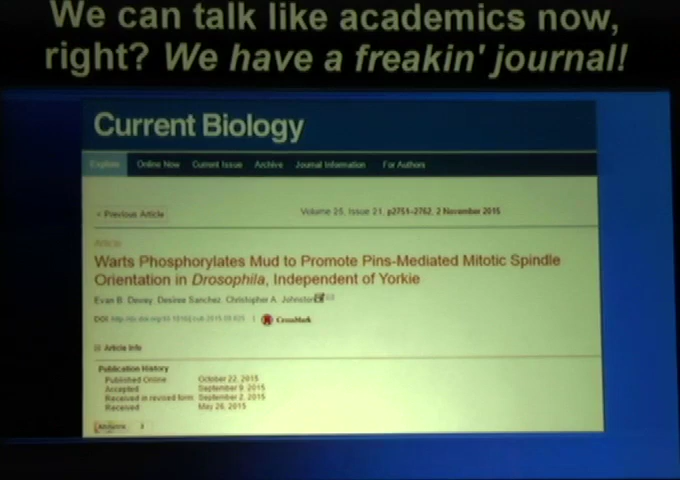 We can talk like academics now,
right? We have a freakin' journal!
Current Biology
Explore Online Now Current Issue Archive Journal Information For Authors
< Previous Article
Volume 25, Issue 21, p2751–2762, 2 November 2015
Article
Warts Phosphorylates Mud to Promote Pins-Mediated Mitotic Spindle
Orientation in Drosophila, Independent of Yorkie
Evan B. Dewey, Desiree Sanchez, Christopher A. Johnston
DOI: CrossMark
Article Info
Publication History
Published Online October 22, 2015
Accepted September 9, 2015
Received in revised form September 2, 2015
Received May 26, 2015